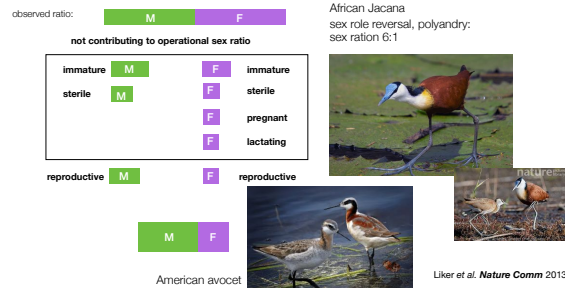 observed ratio:
M F
not contributing to operational sex ratio
immature M F immature
sterile M F sterile
F pregnant
F lactating
reproductive M F reproductive
M F
American avocet
African Jacana
sex role reversal, polyandry:
sex ration 6:1
nature
Liker et al. Nature Comm 2013